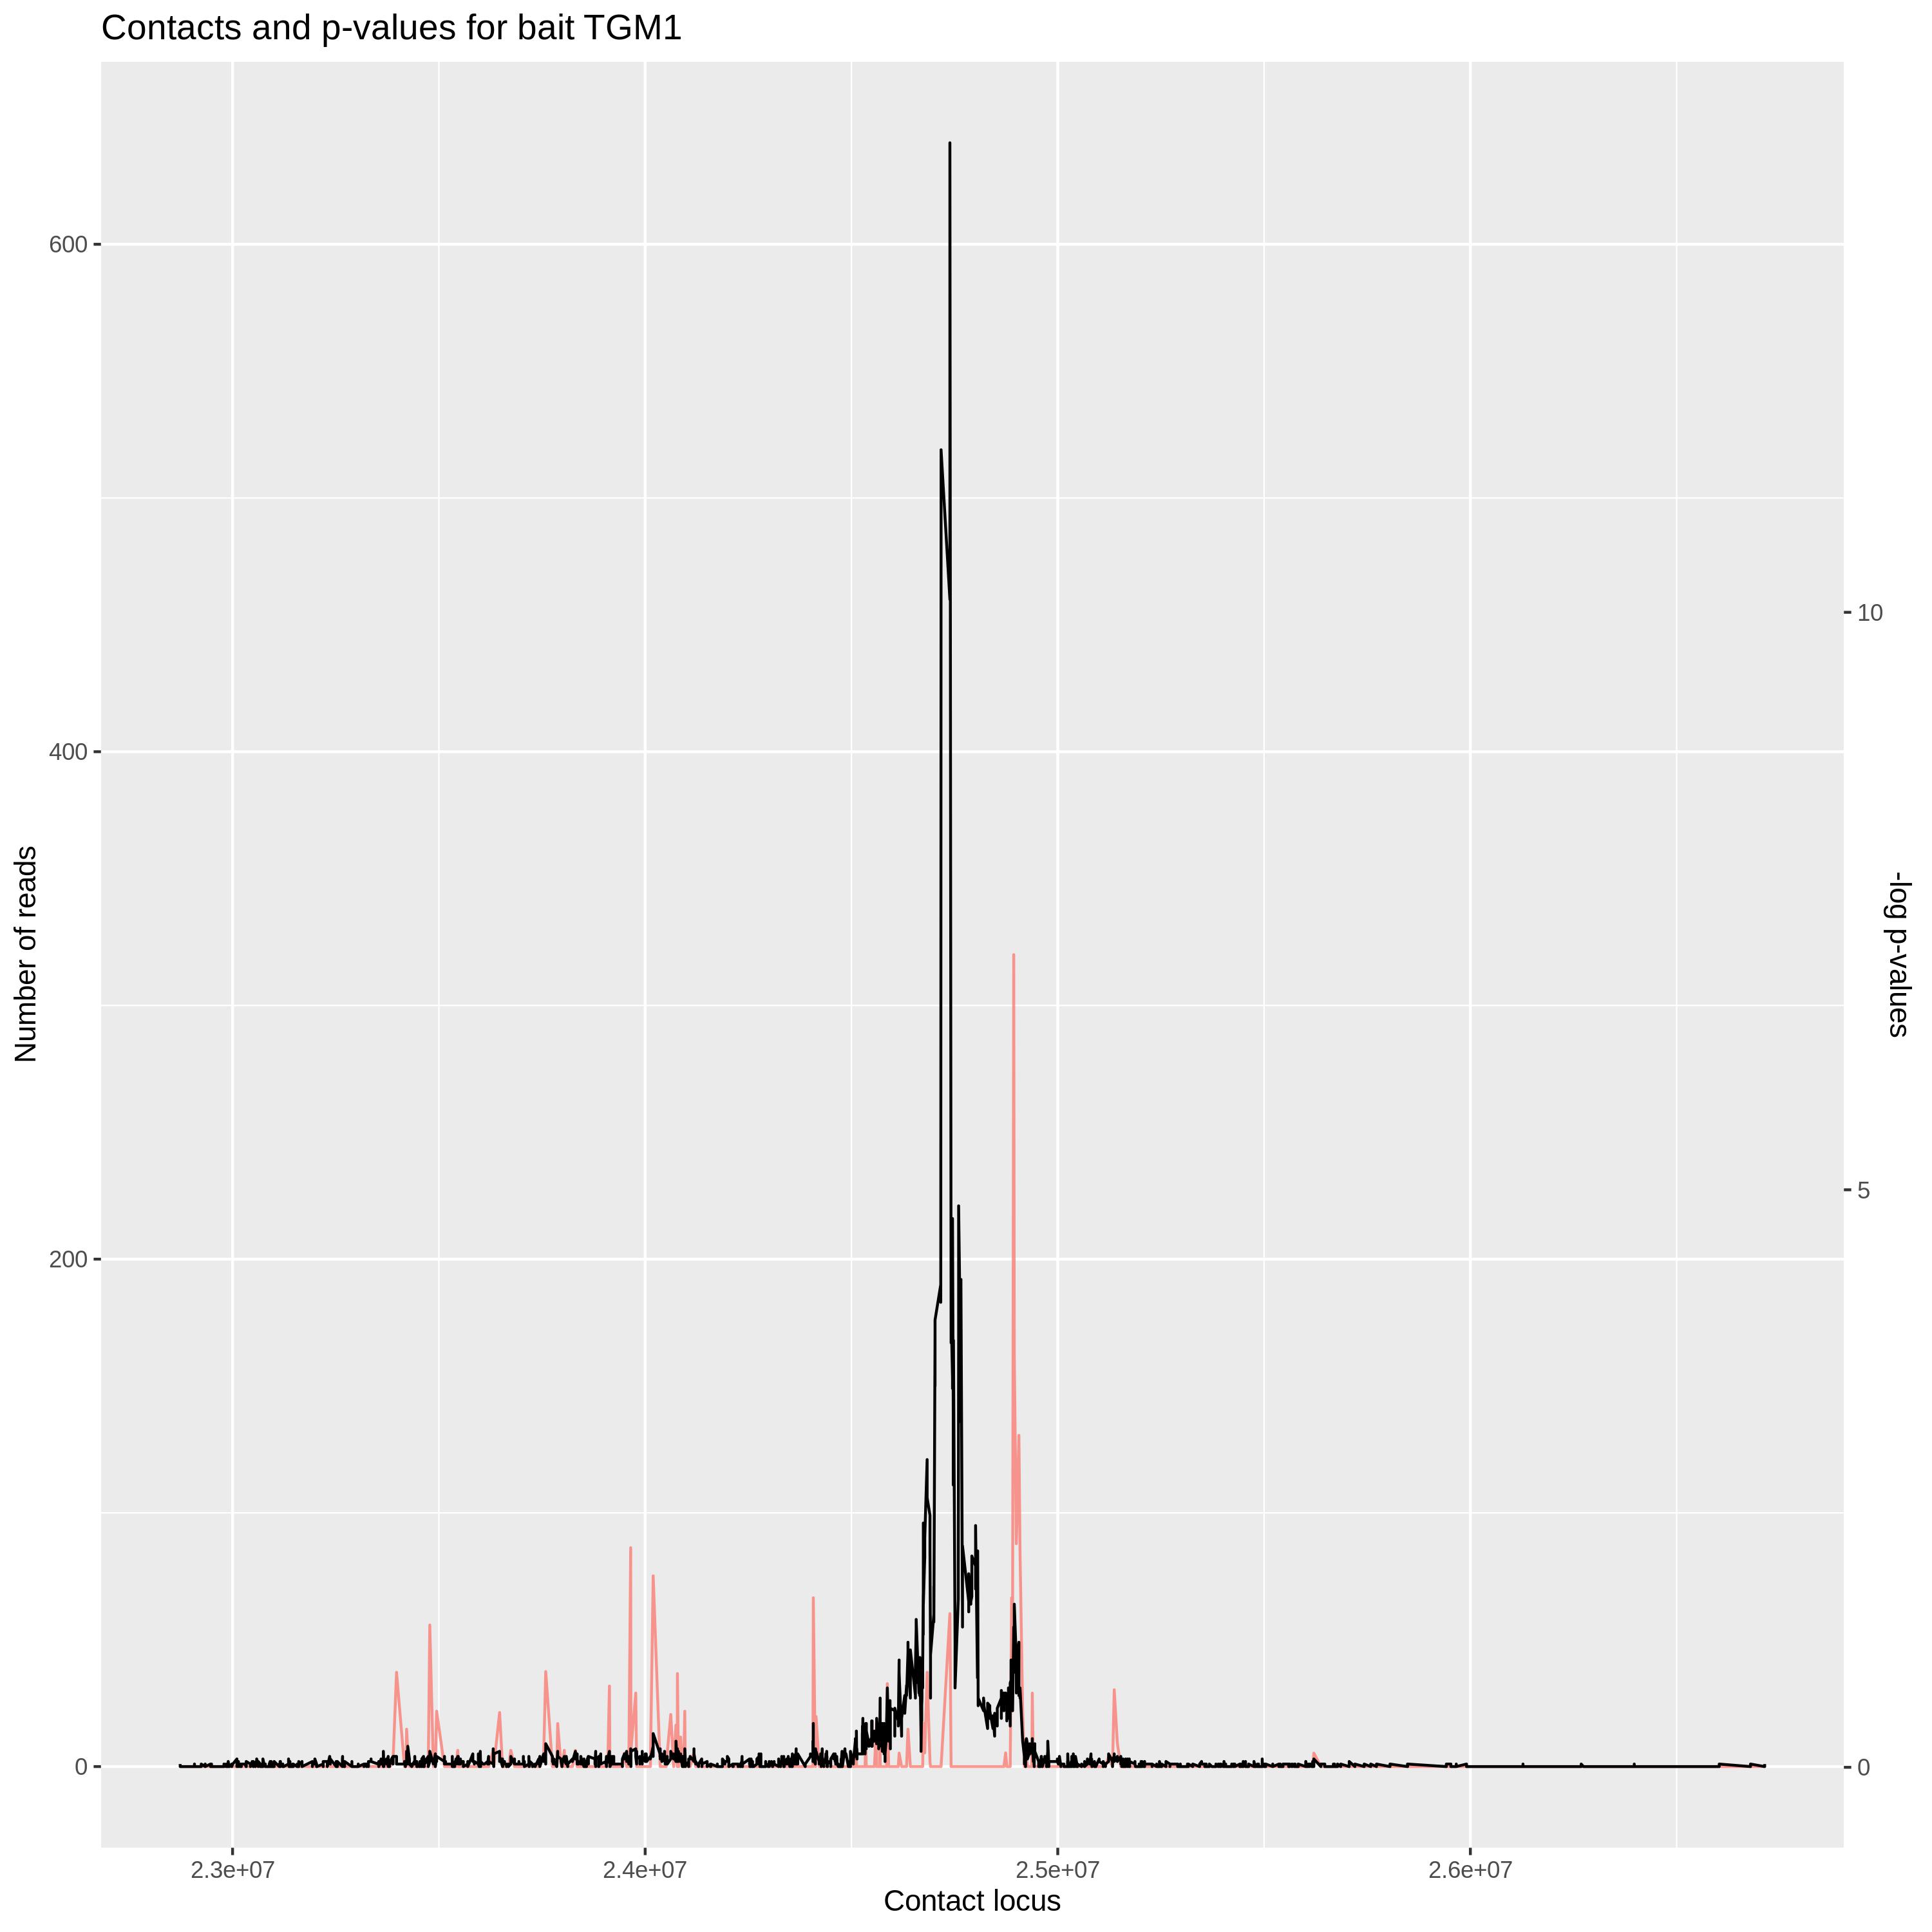 Contacts and p-values for bait TGM1
600
400
200
0
Number of reads
10
5
0
-log p-values
2.3e+07
2.4e+07
2.5e+07
2.6e+07
Contact locus